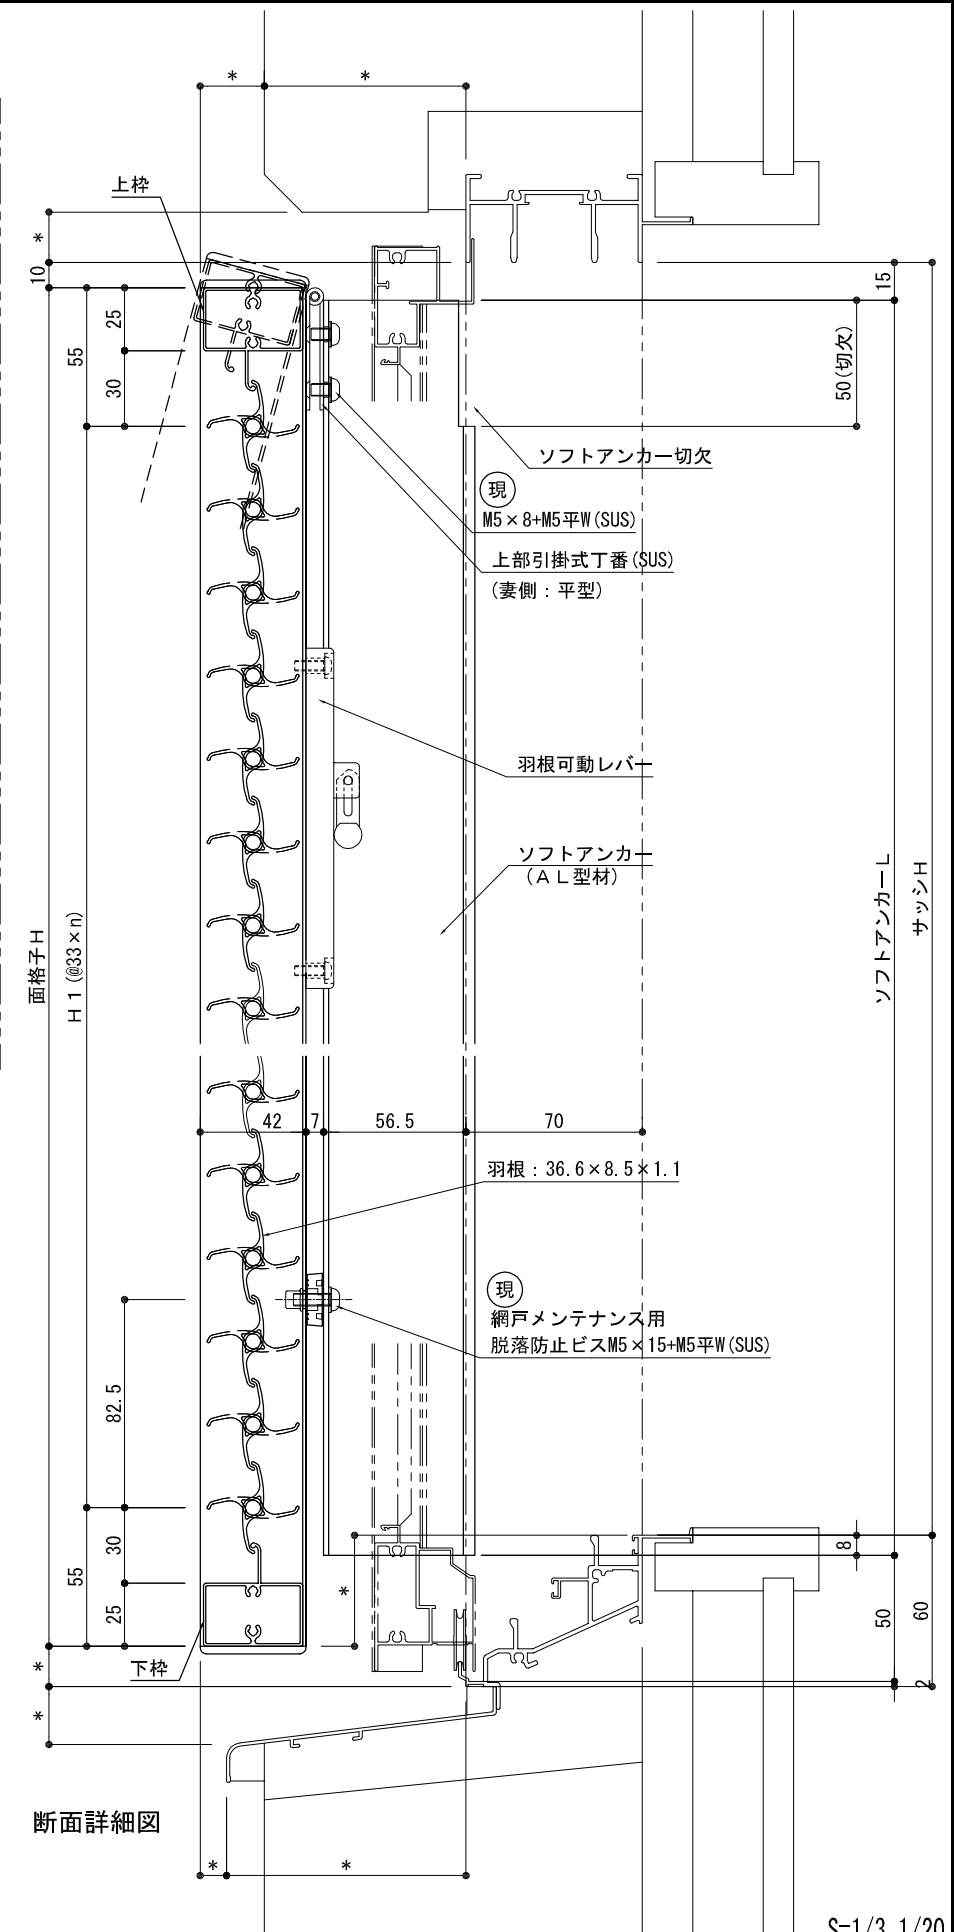 *
*
上枠
*
10
25
55
30
15
50(切欠)
ソフトアンカー切欠
現
M5×8+M5平W(SUS)
上部引掛式丁番(SUS)
(妻側：平型)
羽根可動レバー
ソフトアンカー
(ＡＬ型材)
面格子Ｈ
Ｈ１(@33×n)
ソフトアンカーＬ
サッシＨ
42
7
56.5
70
羽根：36.6×8.5×1.1
現
網戸メンテナンス用
脱落防止ビスM5×15+M5平W(SUS)
82.5
30
55
25
*
8
50
60
2
下枠
*
*
断面詳細図
*
*
S=1/3,1/20